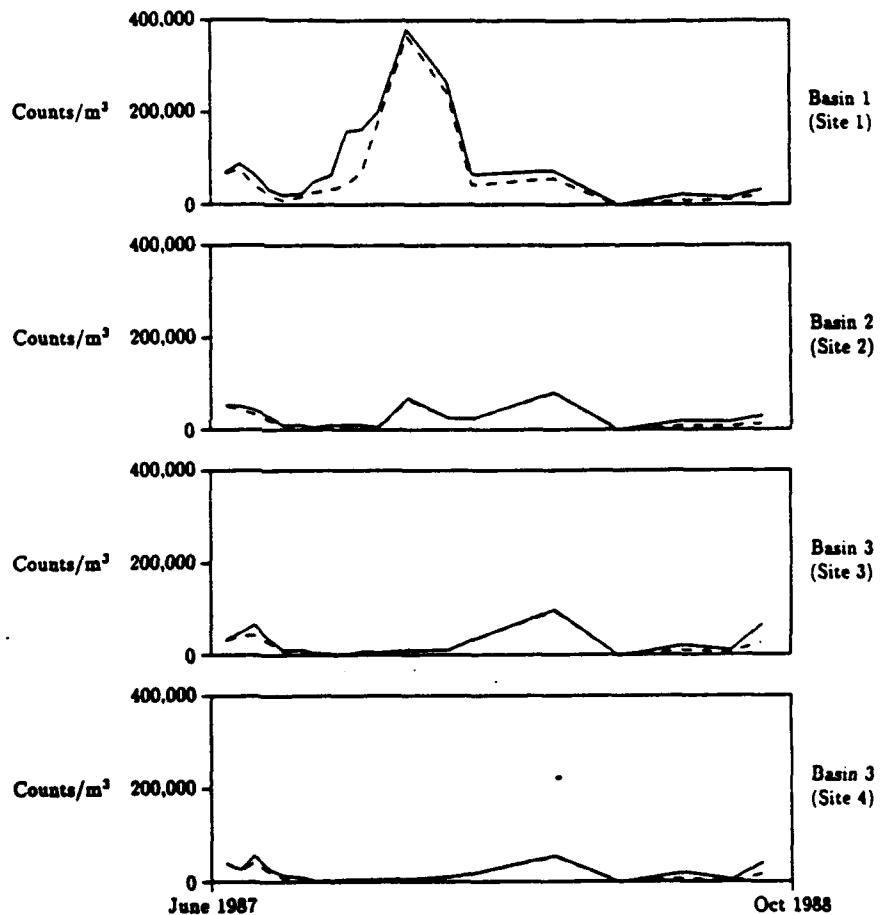 400,000
Counts/m³ 200,000
0
Basin 1
(Site 1)
400,000
Counts/m³ 200,000
0
Basin 2
(Site 2)
400,000
Counts/m³ 200,000
0
Basin 3
(Site 3)
400,000
Counts/m³ 200,000
0
Basin 3
(Site 4)
June 1987
Oct 1988